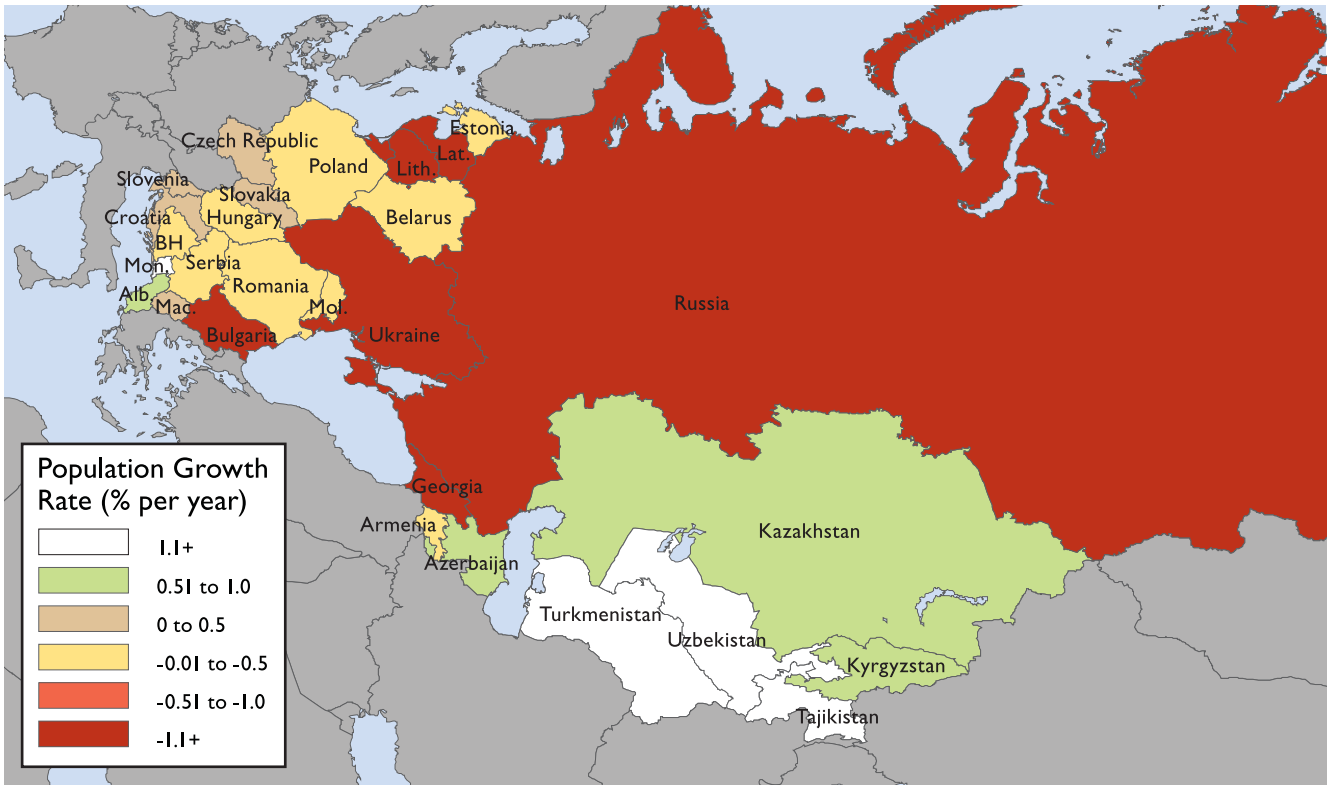 Estonia
Czech Republic
Lat.
Poland
Lith.
Slovenia
Slovakia
Croatia
Hungary
Belarus
BH
Mon.
Serbia
Romania
Alb.
Mac.
Mol.
Russia
Bulgaria
Ukraine
Georgia
Armenia
Kazakhstan
Azerbaijan
Turkmenistan
Uzbekistan
Kyrgyzstan
Tajikistan
Population Growth
Rate (% per year)
1.1+
0.51 to 1.0
0 to 0.5
-0.01 to -0.5
-0.51 to -1.0
-1.1+